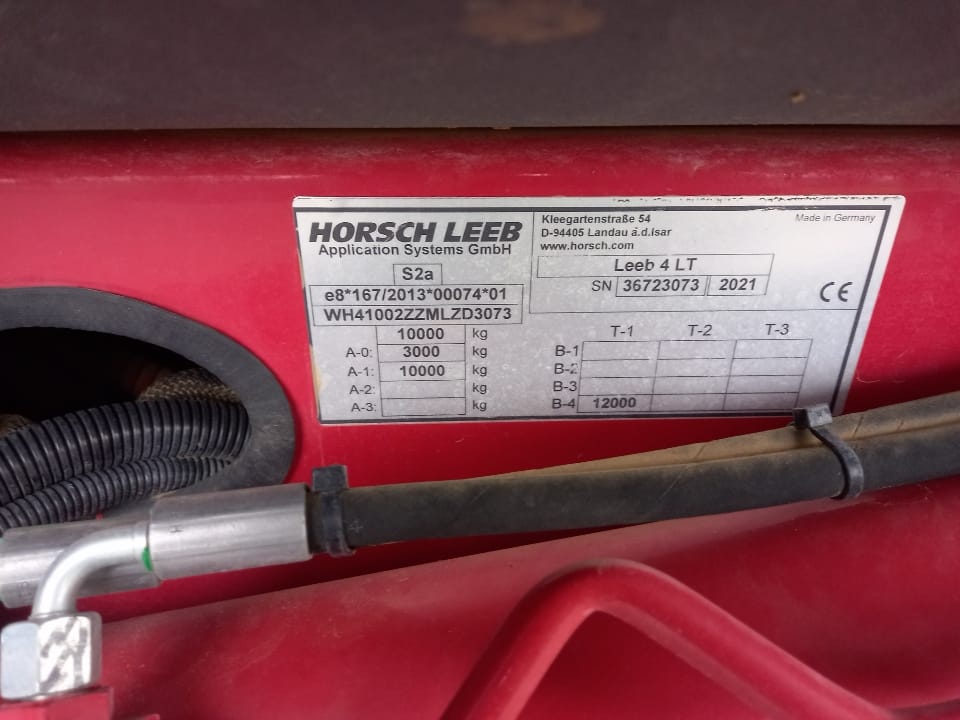 HORSCH LEEB
Application Systems GmbH
Kleegartenstraße 54
D-94405 Landau a.d.Isar
www.horsch.com
Made in Germany
S2a
e8*167/2013*00074*01
WH41002ZZMLZD3073
Leeb 4 LT
SN 36723073 2021
CE
10000 kg
A-0: 3000 kg
A-1: 10000 kg
A-2: kg
A-3: kg
T-1 T-2 T-3
B-1
B-2
B-3
B-4 12000